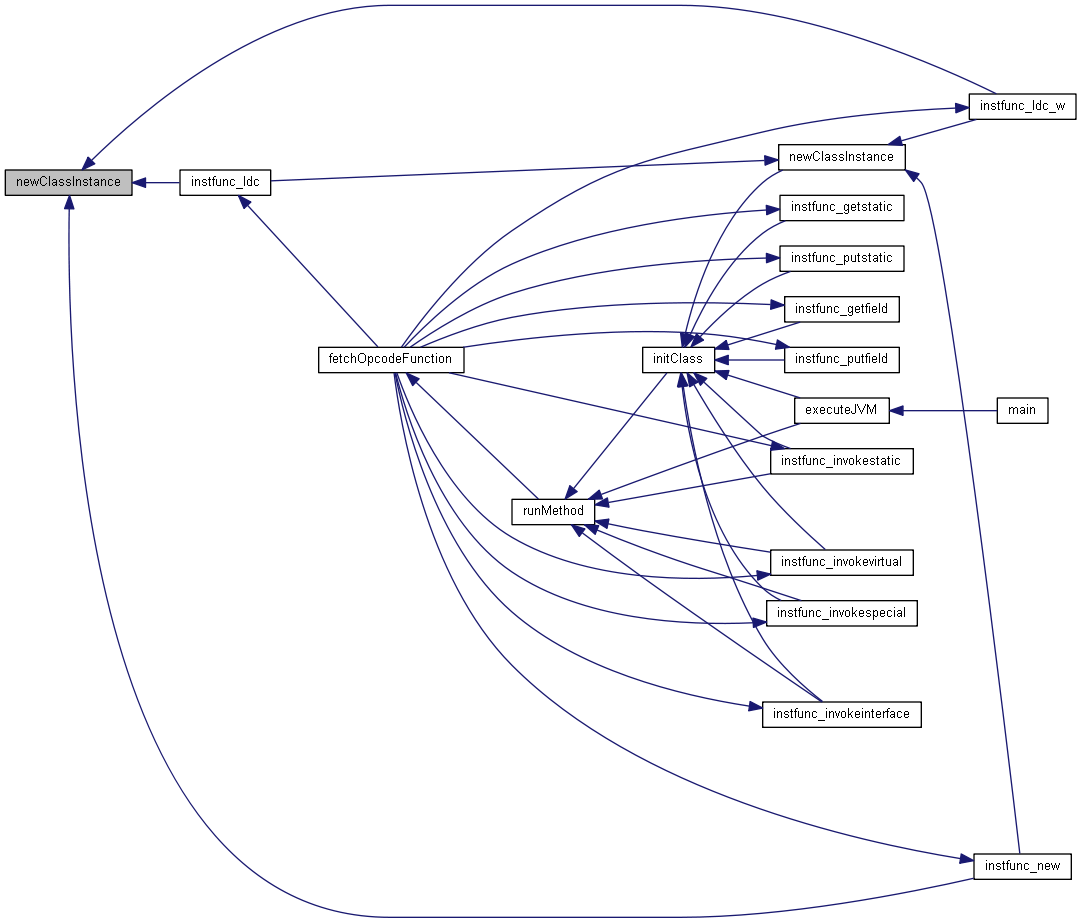 instfunc_ldc_w
newClassInstance
newClassInstance
instfunc_ldc
instfunc_getstatic
instfunc_putstatic
instfunc_getfield
fetchOpcodeFunction
initClass
instfunc_putfield
executeJVM
main
instfunc_invokestatic
runMethod
instfunc_invokevirtual
instfunc_invokespecial
instfunc_invokeinterface
instfunc_new